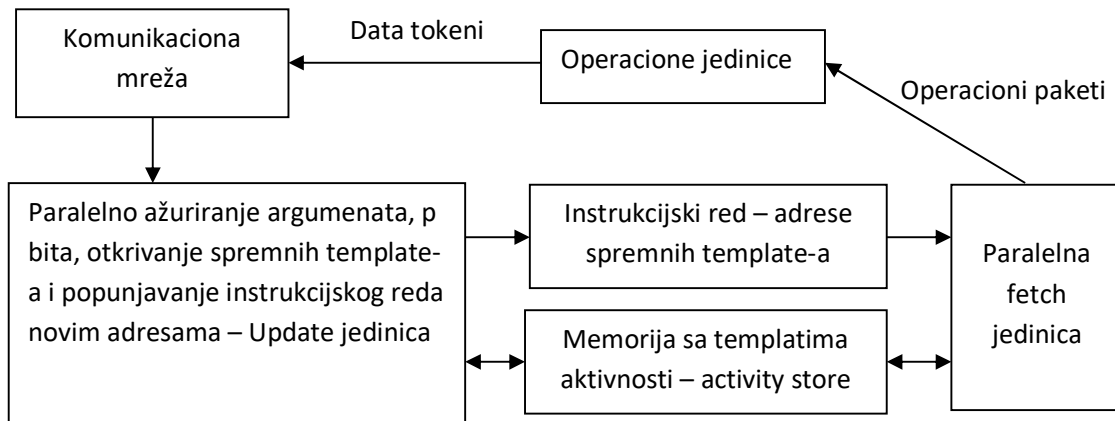 Komunikaciona
mreža
Data tokeni
Operacione jedinice
Operacioni paketi
Paralelno ažuriranje argumenata, p
bita, otkrivanje spremnih template-
a i popunjavanje instrukcijskog reda
novim adresama – Update jedinica
Instrukcijski red – adrese
spremnih template-a
Memorija sa templatima
aktivnosti – activity store
Paralelna
fetch
jedinica